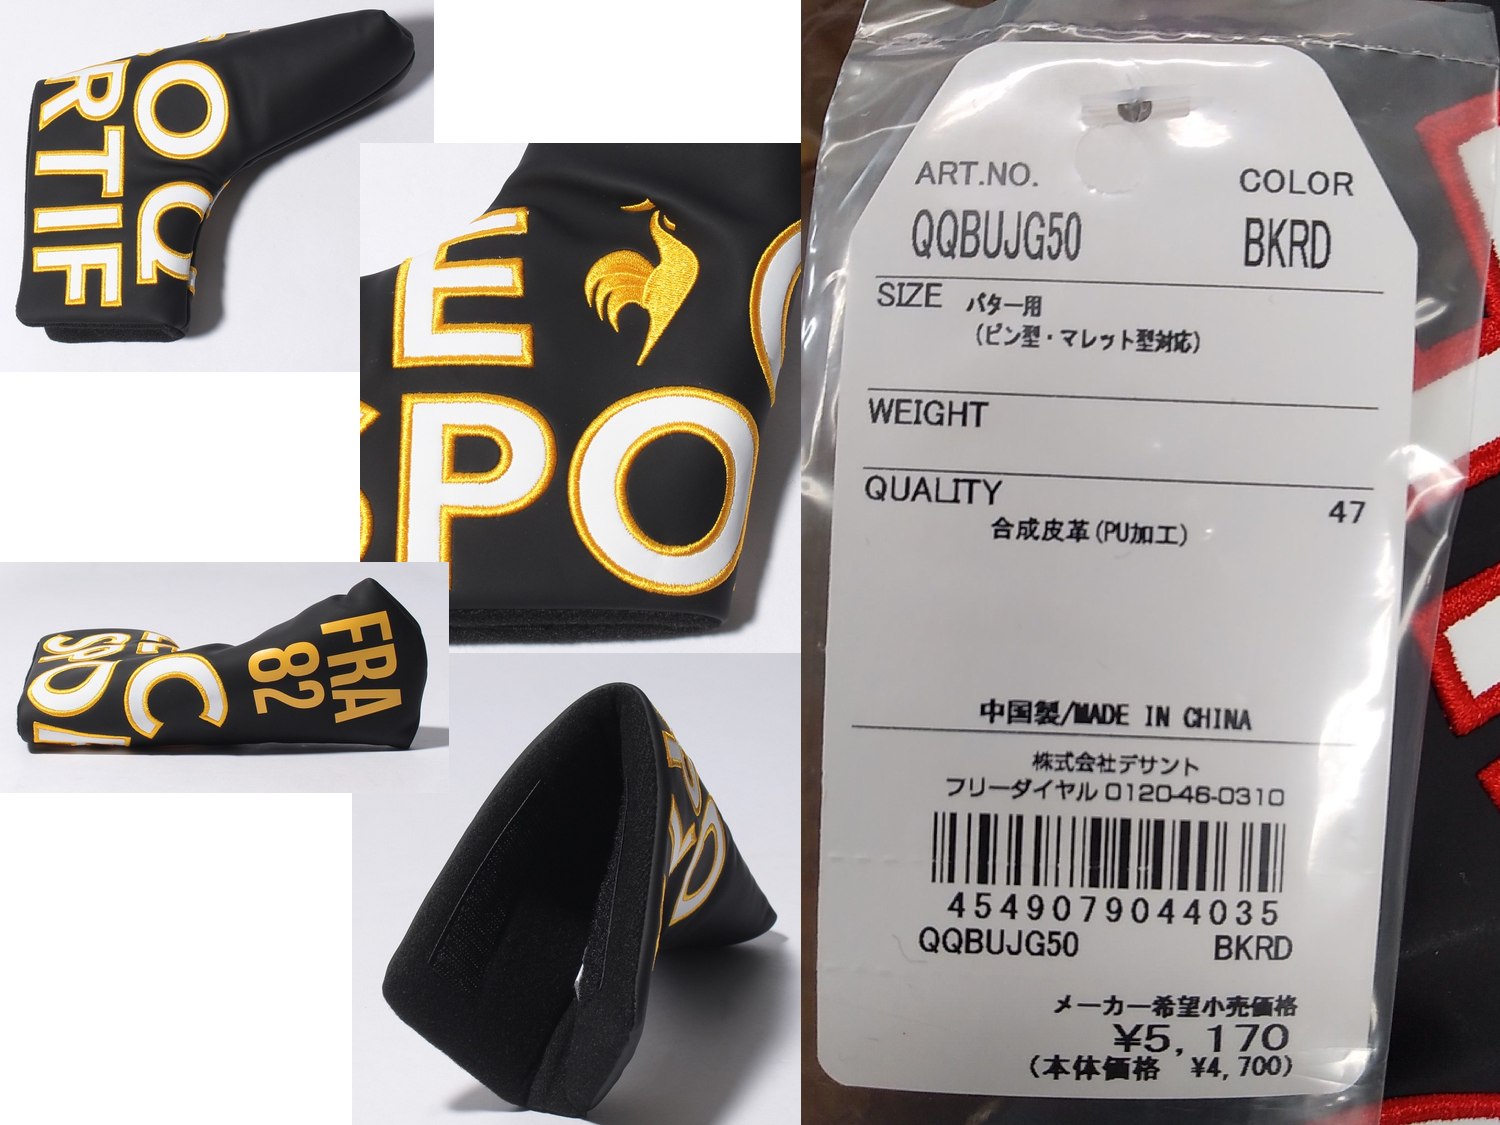 OQ
RTIF
E
SPO
FRA
82
LE C
SPO
ART.NO.
COLOR
QQBUJG50
BKRD
SIZE
パター用
(ピン型・マレット型対応)
WEIGHT
QUALITY
47
合成皮革(PU加工)
中国製/MADE IN CHINA
株式会社デサント
フリーダイヤル 0120-46-0310
4549079044035
QQBUJG50
BKRD
メーカー希望小売価格
¥5,170
(本体価格 ¥4,700)